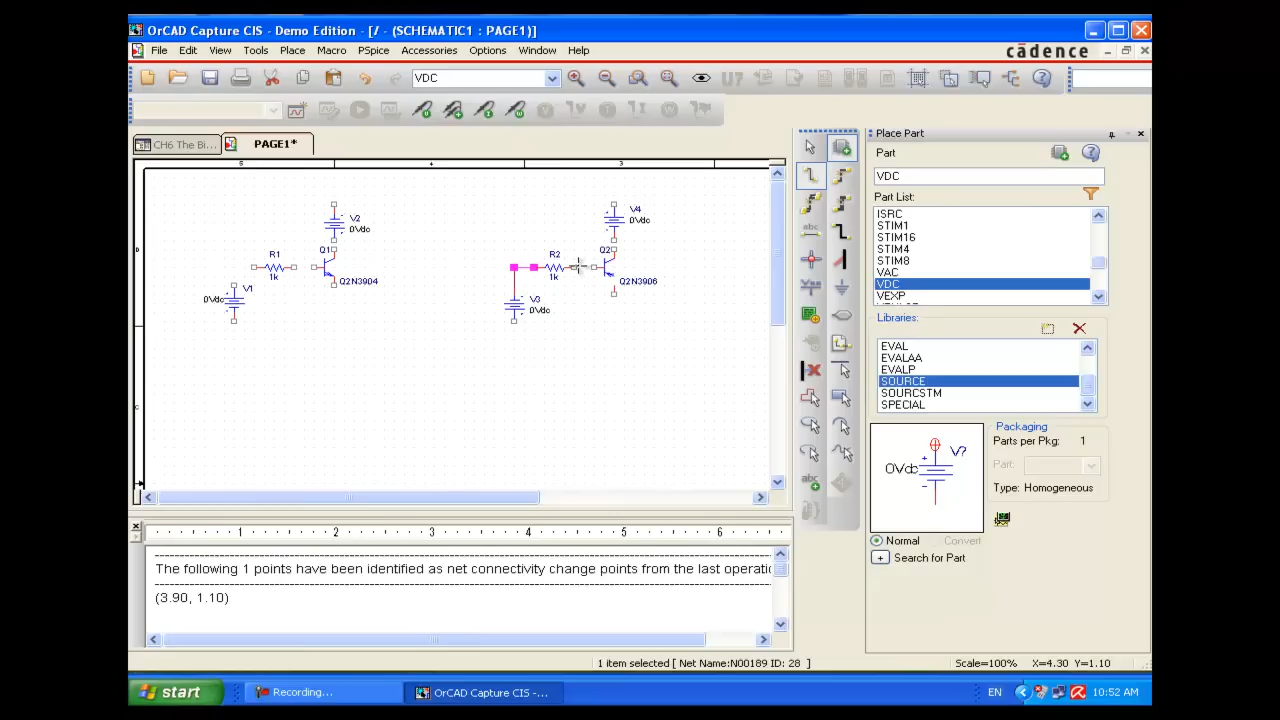 OrCAD Capture CIS - Demo Edition - [/ - (SCHEMATIC1 : PAGE1)]
File Edit View Tools Place Macro PSpice Accessories Options Window Help
cādence
VDC
U?
CH6 The Bi...
PAGE1*
5 4 3
V2
0Vdc
R1
1k
Q1
Q2N3904
V1
0Vdc
V4
0Vdc
R2
1k
Q2
Q2N3906
V3
0Vdc
D
C
Place Part
Part
VDC
Part List:
ISRC
STIM1
STIM16
STIM4
STIM8
VAC
VDC
VEXP
Libraries:
EVAL
EVALAA
EVALP
SOURCE
SOURCSTM
SPECIAL
V?
0Vdc
Packaging
Parts per Pkg: 1
Part:
Type: Homogeneous
Normal Convert
Search for Part
1 2 3 4 5 6
The following 1 points have been identified as net connectivity change points from the last operatio
(3.90, 1.10)
1 item selected [ Net Name:N00189 ID: 28 ]
Scale=100% X=4.30 Y=1.10
start
Recording...
OrCAD Capture CIS -...
EN
10:52 AM